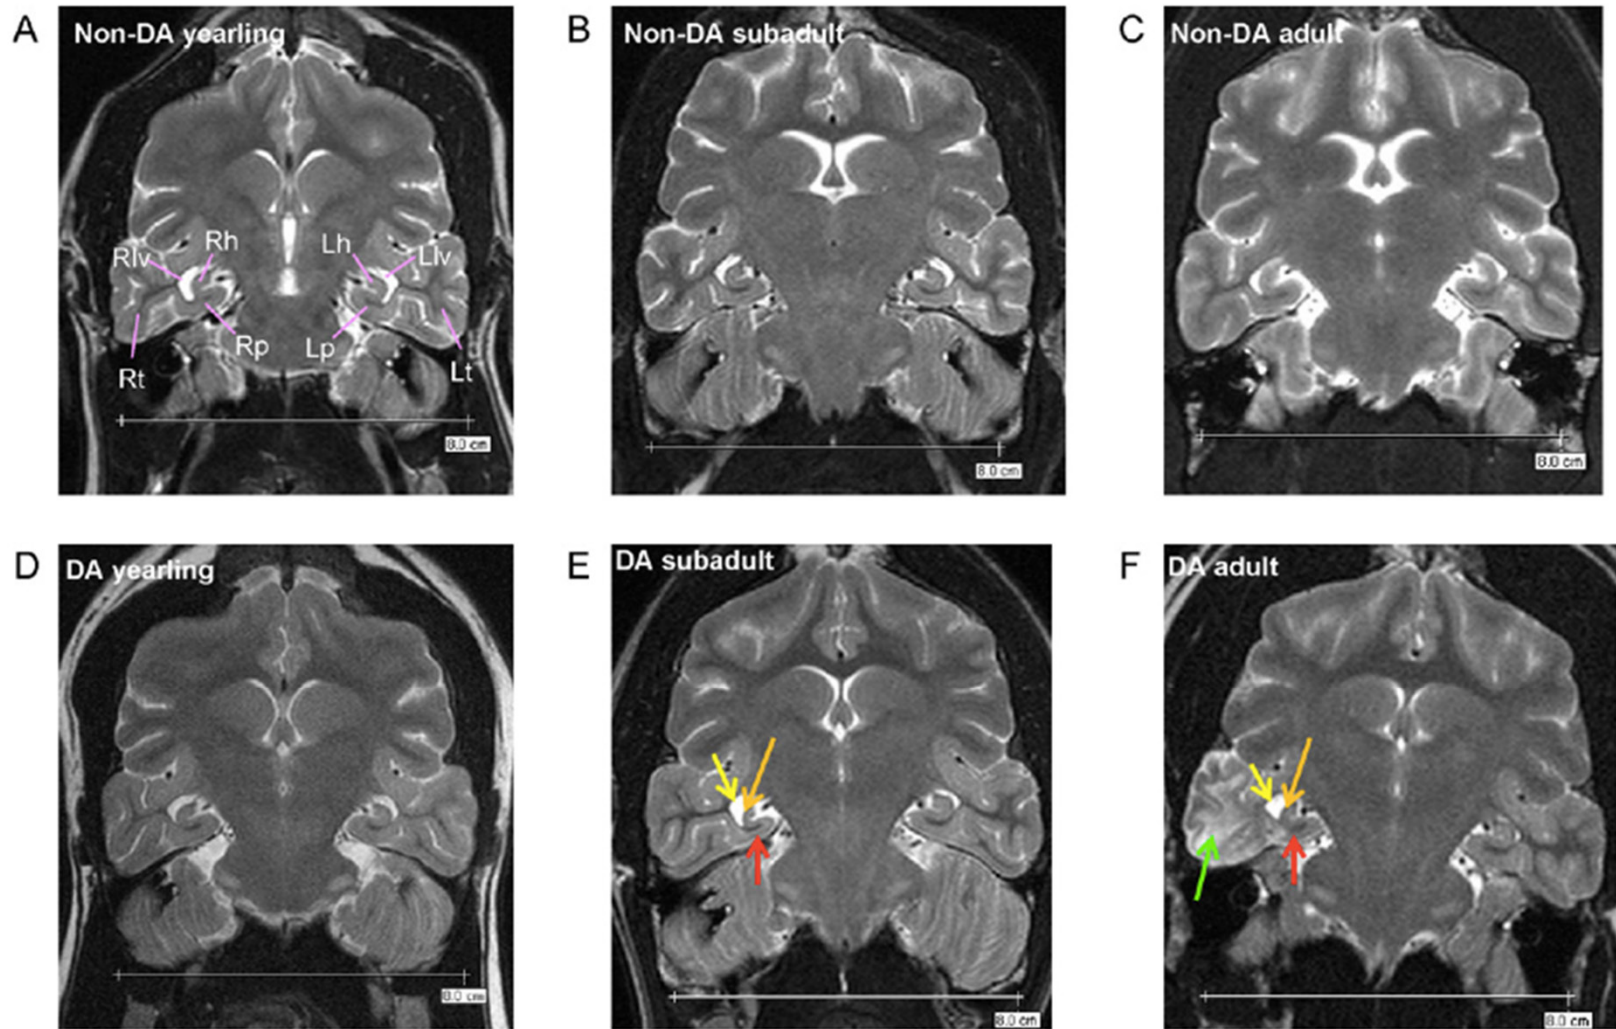 A
Non-DA yearling
Rlv
Rh
Lh
Llv
Rt
Rp
Lp
Lt
8.0 cm
B
Non-DA subadult
8.0 cm
C
Non-DA adult
8.0 cm
D
DA yearling
8.0 cm
E
DA subadult
8.0 cm
F
DA adult
8.0 cm